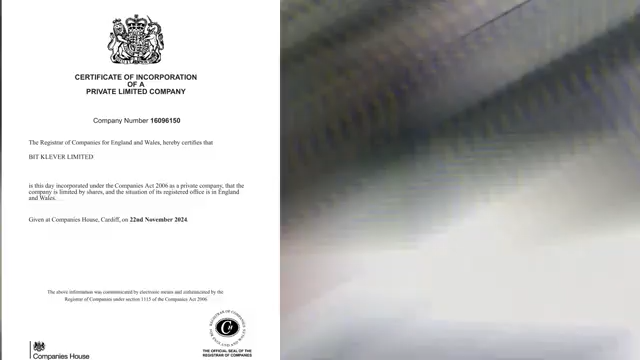 CERTIFICATE OF INCORPORATION
OF A
PRIVATE LIMITED COMPANY
Company Number 16096150
The Registrar of Companies for England and Wales, hereby certifies that
BIT KLEVER LIMITED
is this day incorporated under the Companies Act 2006 as a private company, that the
company is limited by shares, and the situation of its registered office is in England
and Wales.
Given at Companies House, Cardiff, on 22nd November 2024.
The above information was communicated by electronic means and authenticated by the
Registrar of Companies under section 1115 of the Companies Act 2006
Companies House
THE OFFICIAL SEAL OF THE
REGISTRAR OF COMPANIES